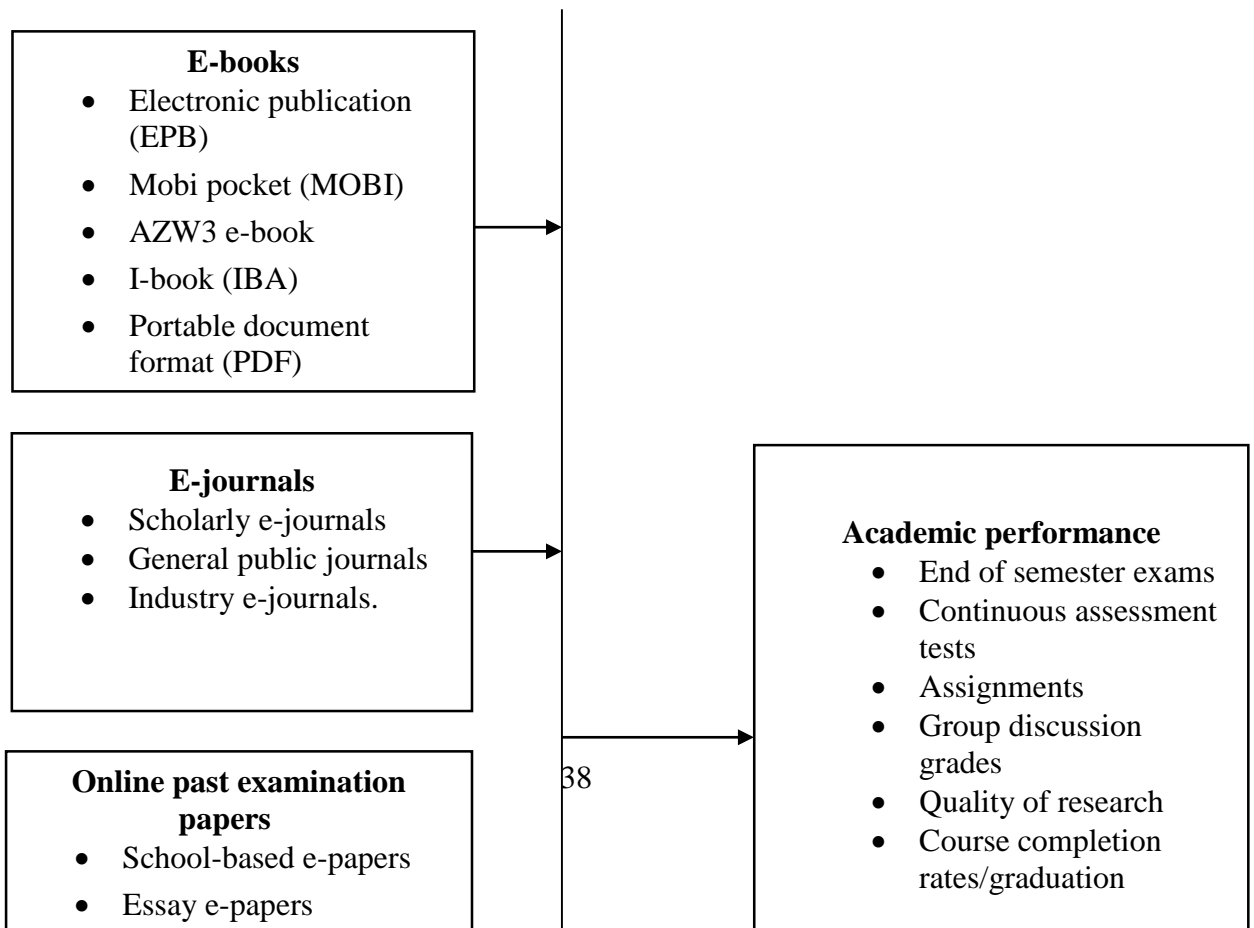 E-books
• Electronic publication
(EPB)
• Mobi pocket (MOBI)
• AZW3 e-book
• I-book (IBA)
• Portable document
format (PDF)
E-journals
• Scholarly e-journals
• General public journals
• Industry e-journals.
Online past examination
papers
• School-based e-papers
• Essay e-papers
38
Academic performance
• End of semester exams
• Continuous assessment
tests
• Assignments
• Group discussion
grades
• Quality of research
• Course completion
rates/graduation